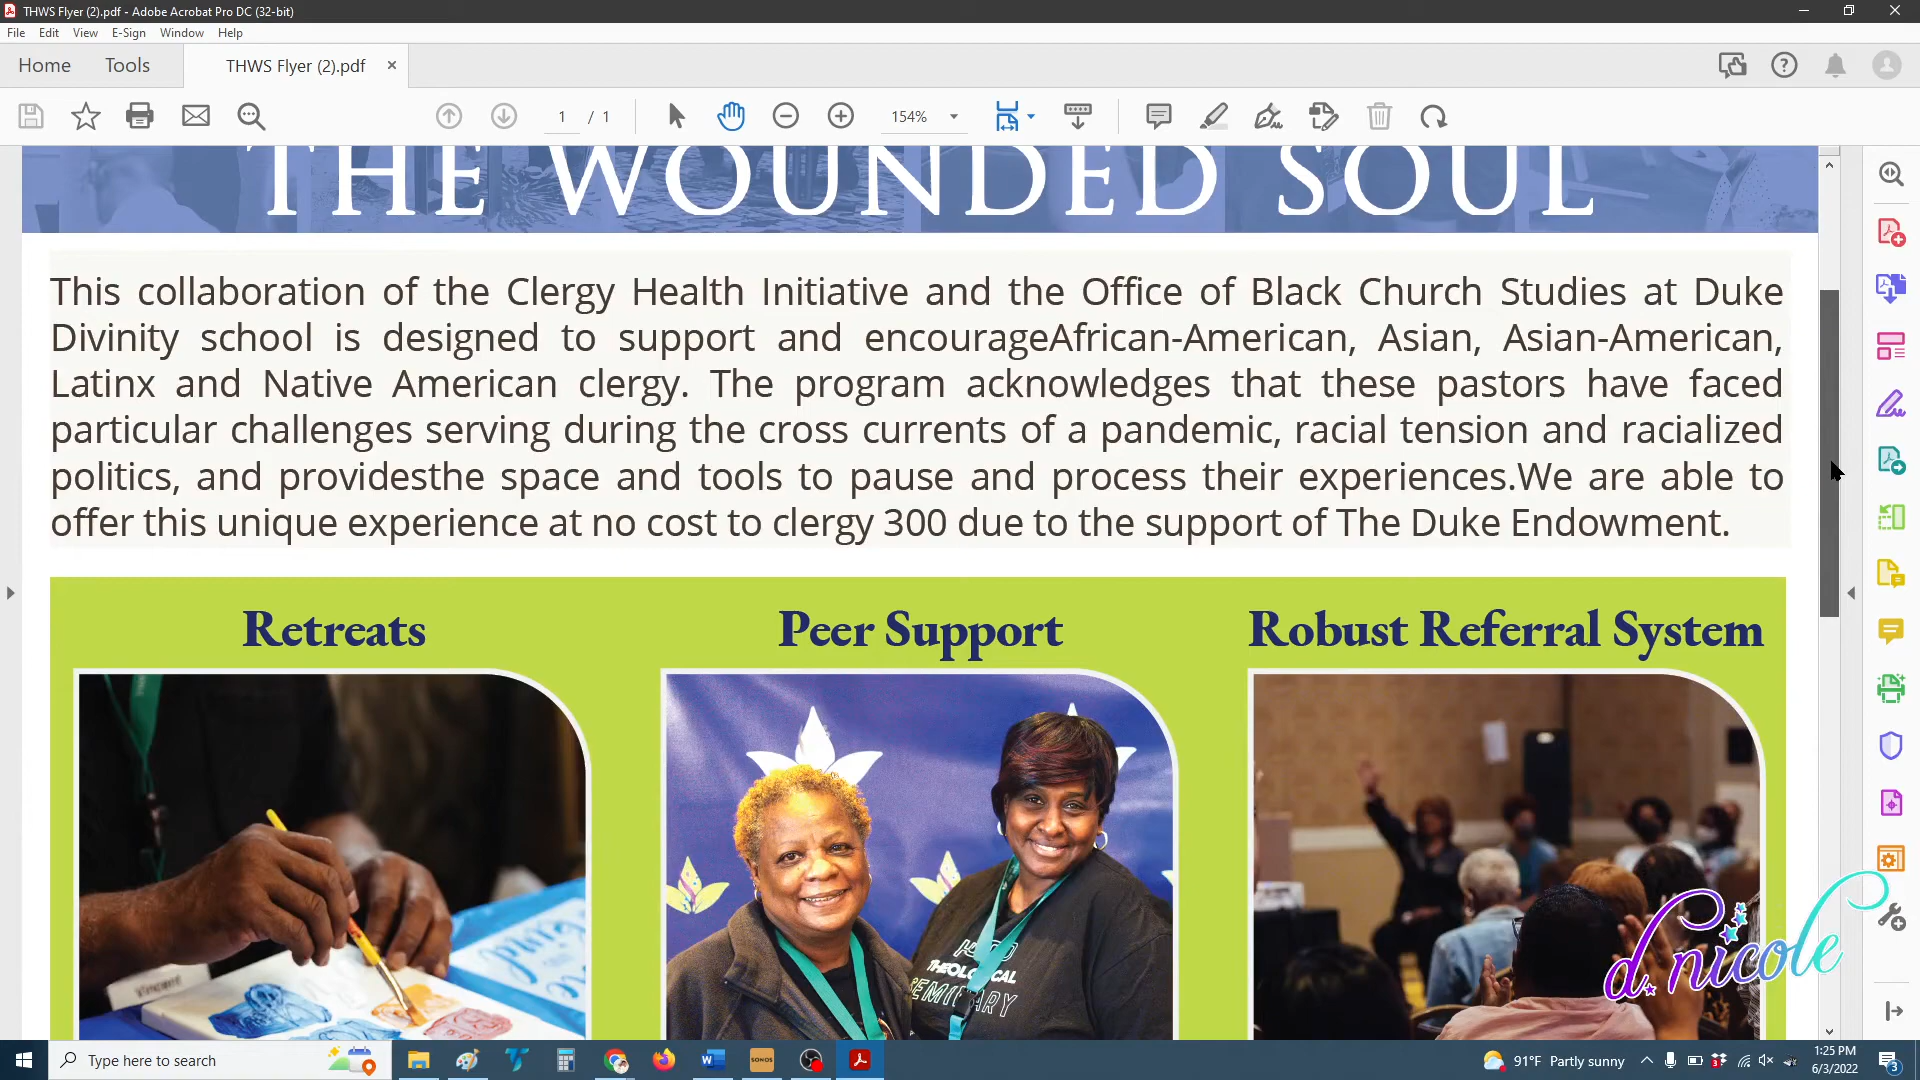 THWS Flyer (2).pdf - Adobe Acrobat Pro DC (32-bit)
File Edit View E-Sign Window Help
Home Tools THWS Flyer (2).pdf
1 / 1 154%
THE WOUNDED SOUL
This collaboration of the Clergy Health Initiative and the Office of Black Church Studies at Duke
Divinity school is designed to support and encourageAfrican-American, Asian, Asian-American,
Latinx and Native American clergy. The program acknowledges that these pastors have faced
particular challenges serving during the cross currents of a pandemic, racial tension and racialized
politics, and providesthe space and tools to pause and process their experiences.We are able to
offer this unique experience at no cost to clergy 300 due to the support of The Duke Endowment.
Retreats Peer Support Robust Referral System
THEOLOGICAL
SEMINARY
d.nicole
Type here to search
SONOS
91°F Partly sunny
1:25 PM
6/3/2022
3